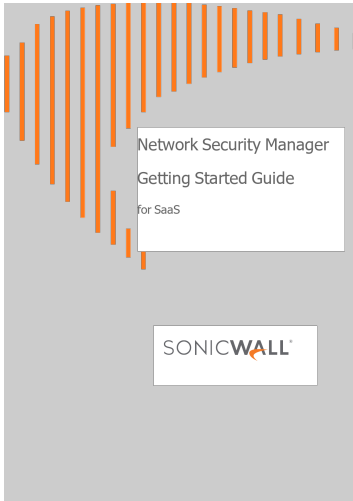 Network Security Manager
Getting Started Guide
for SaaS
SONICWALL®